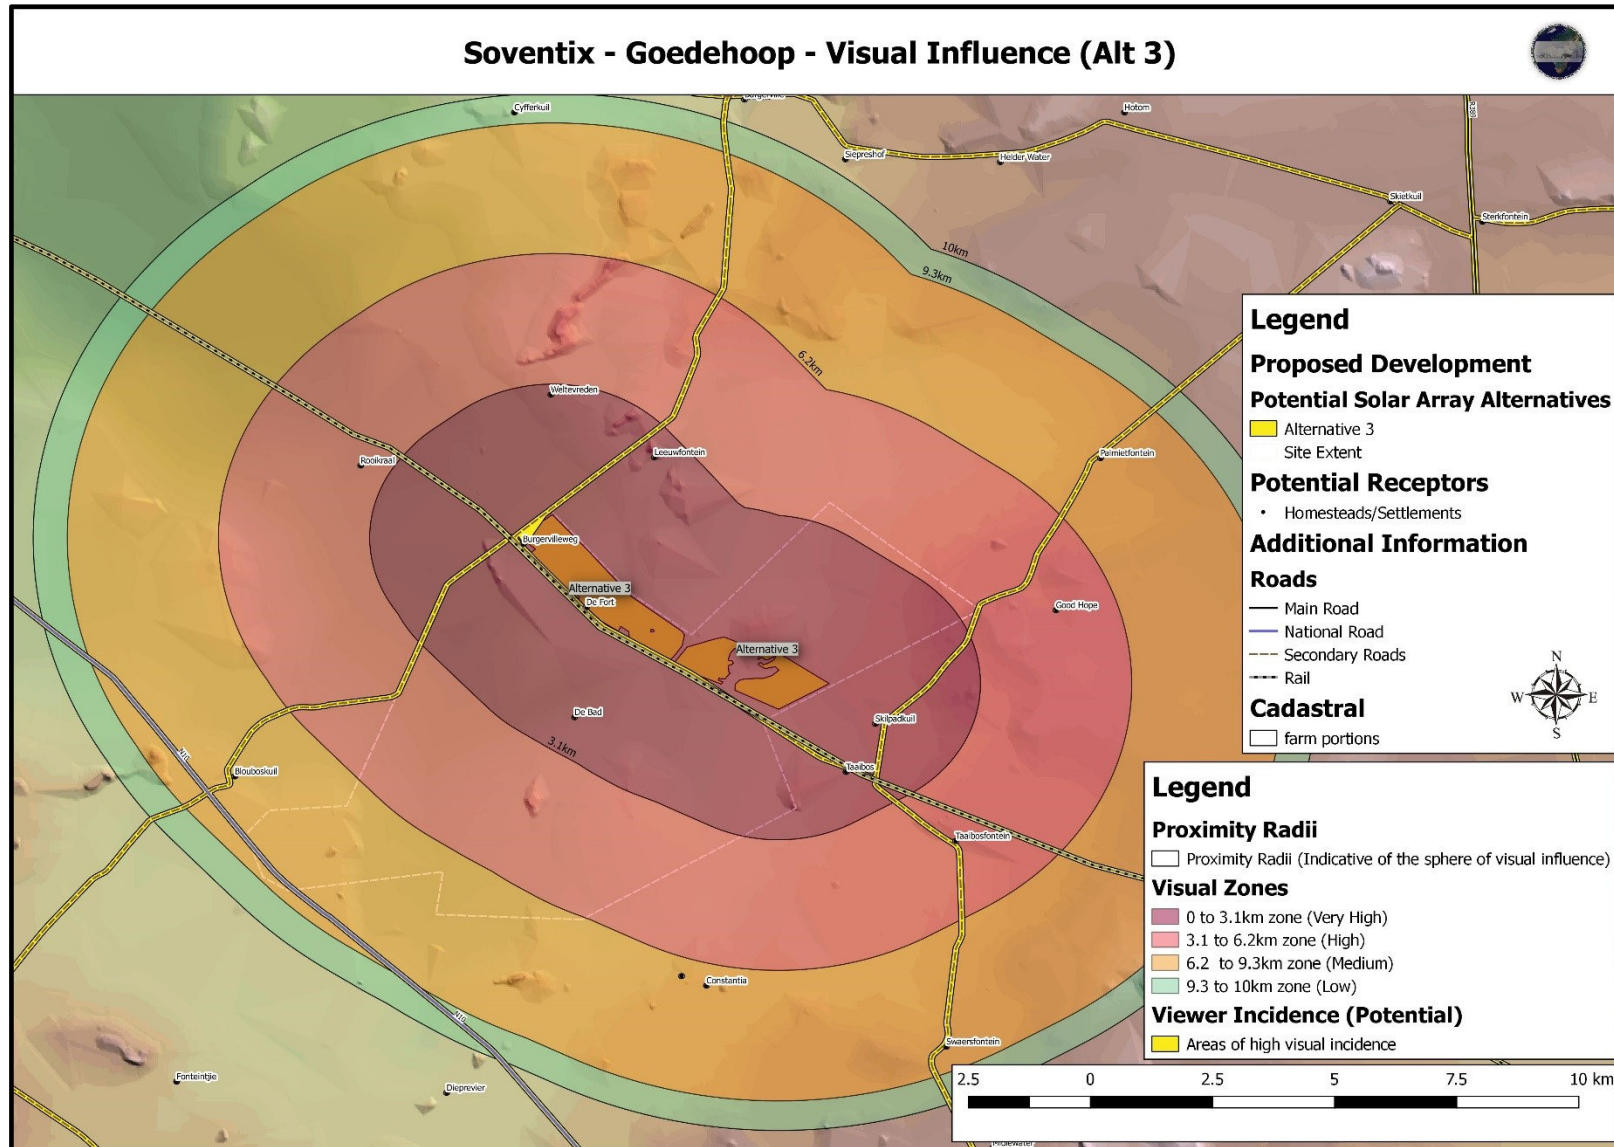 Soventix - Goedehoop - Visual Influence (Alt 3)
Cyfferkuil
Hotom
R389
Siepreshof
Helder Water
Skietkuil
Sterkfontein
10km
9.3km
6.2km
Weltevreden
Leeuwfontein
Rooikraal
Palmietfontein
Burgervilleweg
Alternative 3
De Fort
Good Hope
Alternative 3
De Bad
Skilpadkuil
3.1km
Taaibos
N10
Blouboskuil
Taaibosfontein
Constantia
N10
Swaersfontein
Fonteintjie
Dieprevier
Legend
Proposed Development
Potential Solar Array Alternatives
Alternative 3
Site Extent
Potential Receptors
Homesteads/Settlements
Additional Information
Roads
Main Road
National Road
Secondary Roads
Rail
Cadastral
farm portions
N
W E
S
Legend
Proximity Radii
Proximity Radii (Indicative of the sphere of visual influence)
Visual Zones
0 to 3.1km zone (Very High)
3.1 to 6.2km zone (High)
6.2 to 9.3km zone (Medium)
9.3 to 10km zone (Low)
Viewer Incidence (Potential)
Areas of high visual incidence
2.5 0 2.5 5 7.5 10 km